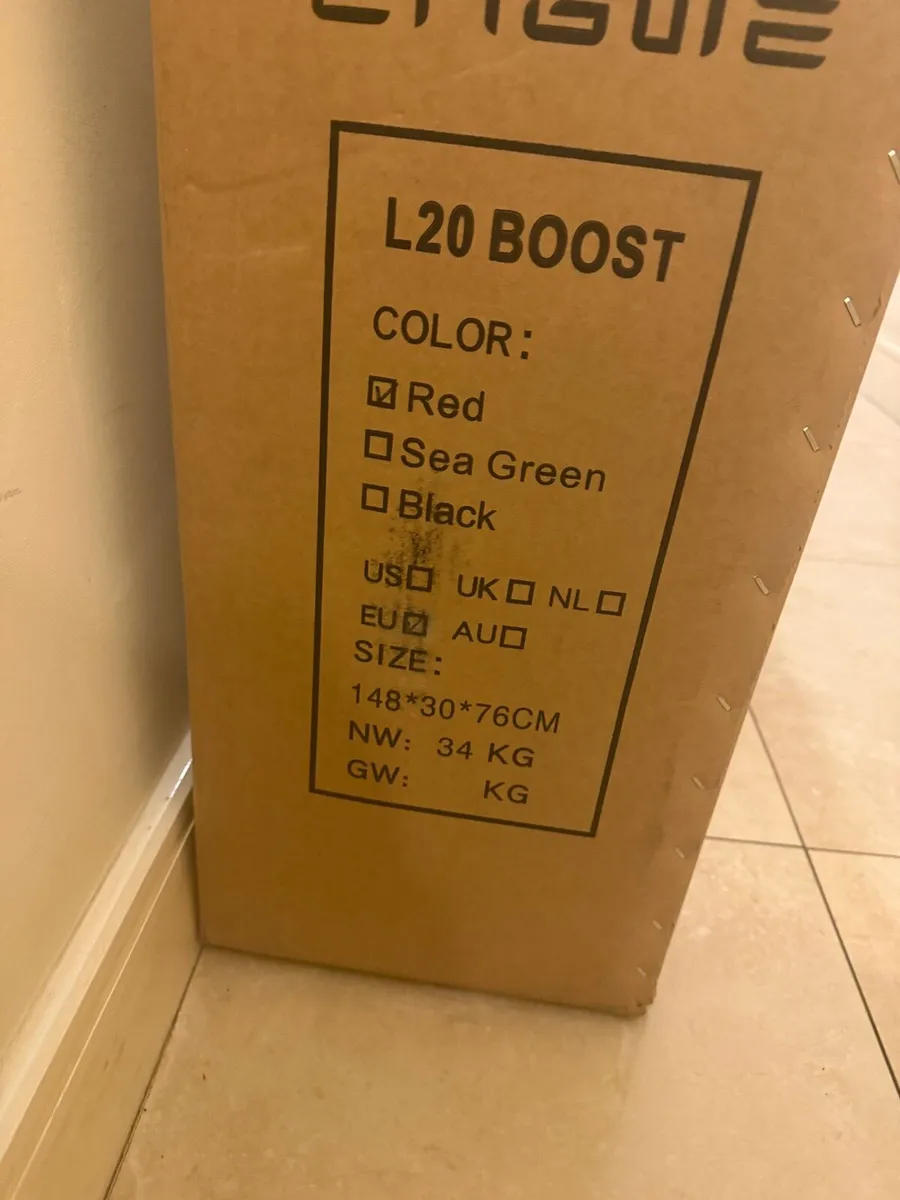 L20 BOOST
COLOR:
☑Red
☐Sea Green
☐Black
US☐ UK☐ NL☐
EU☑ AU☐
SIZE:
148*30*76CM
NW: 34 KG
GW: KG